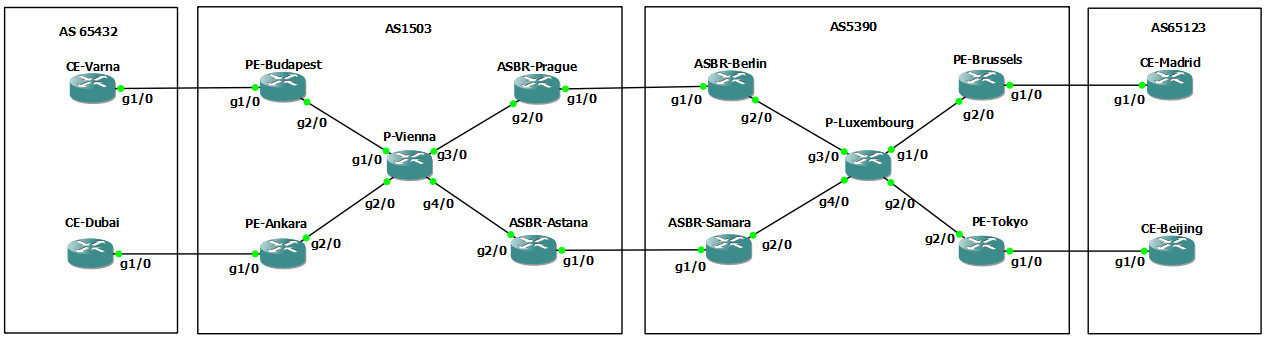 AS 65432
AS1503
AS5390
AS65123
CE-Varna
g1/0
PE-Budapest
g1/0
g2/0
ASBR-Prague
g1/0
g2/0
ASBR-Berlin
g1/0
g2/0
PE-Brussels
g1/0
g2/0
CE-Madrid
g1/0
P-Vienna
g1/0
g3/0
g2/0
g4/0
P-Luxembourg
g3/0
g1/0
g4/0
g2/0
CE-Dubai
g1/0
PE-Ankara
g2/0
g1/0
ASBR-Astana
g2/0
g1/0
ASBR-Samara
g2/0
g1/0
PE-Tokyo
g2/0
g1/0
CE-Beijing
g1/0